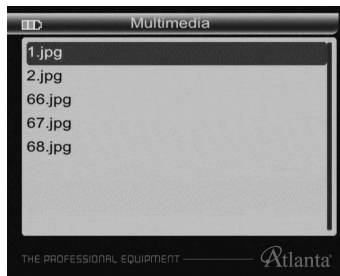 Multimedia
1.jpg
2.jpg
66.jpg
67.jpg
68.jpg
THE PROFESSIONAL EQUIPMENT Atlanta